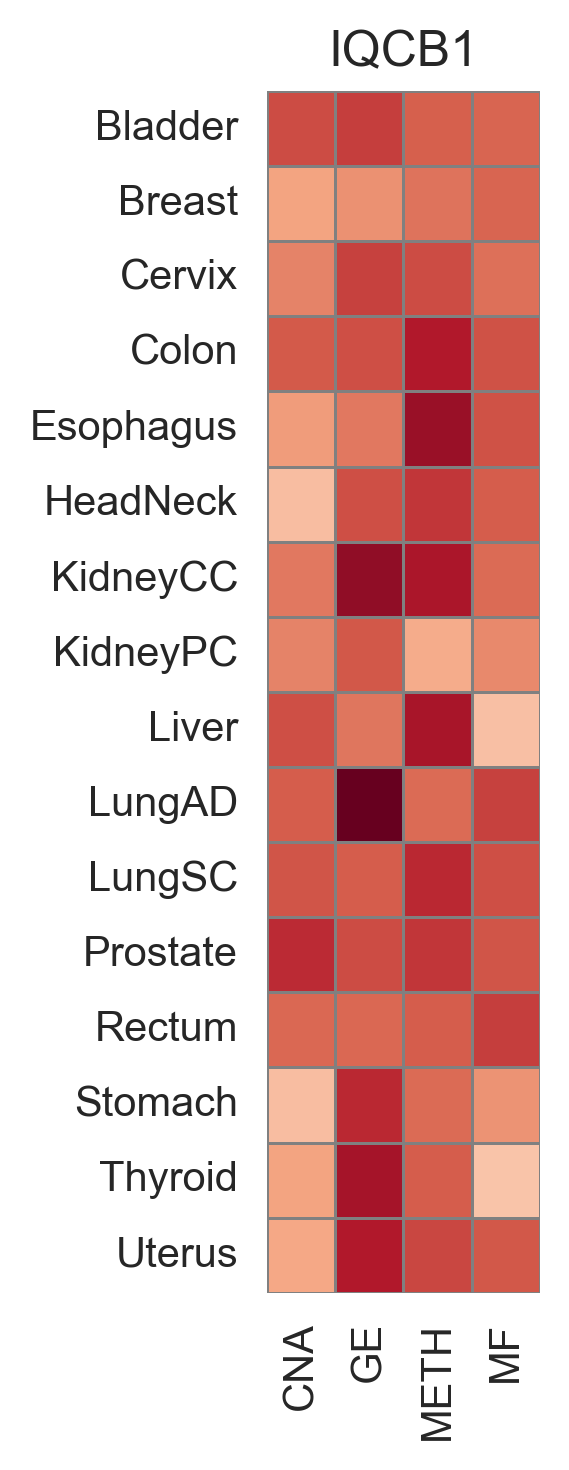 IQCB1
Bladder
Breast
Cervix
Colon
Esophagus
HeadNeck
KidneyCC
KidneyPC
Liver
LungAD
LungSC
Prostate
Rectum
Stomach
Thyroid
Uterus
CNA
GE
METH
MF